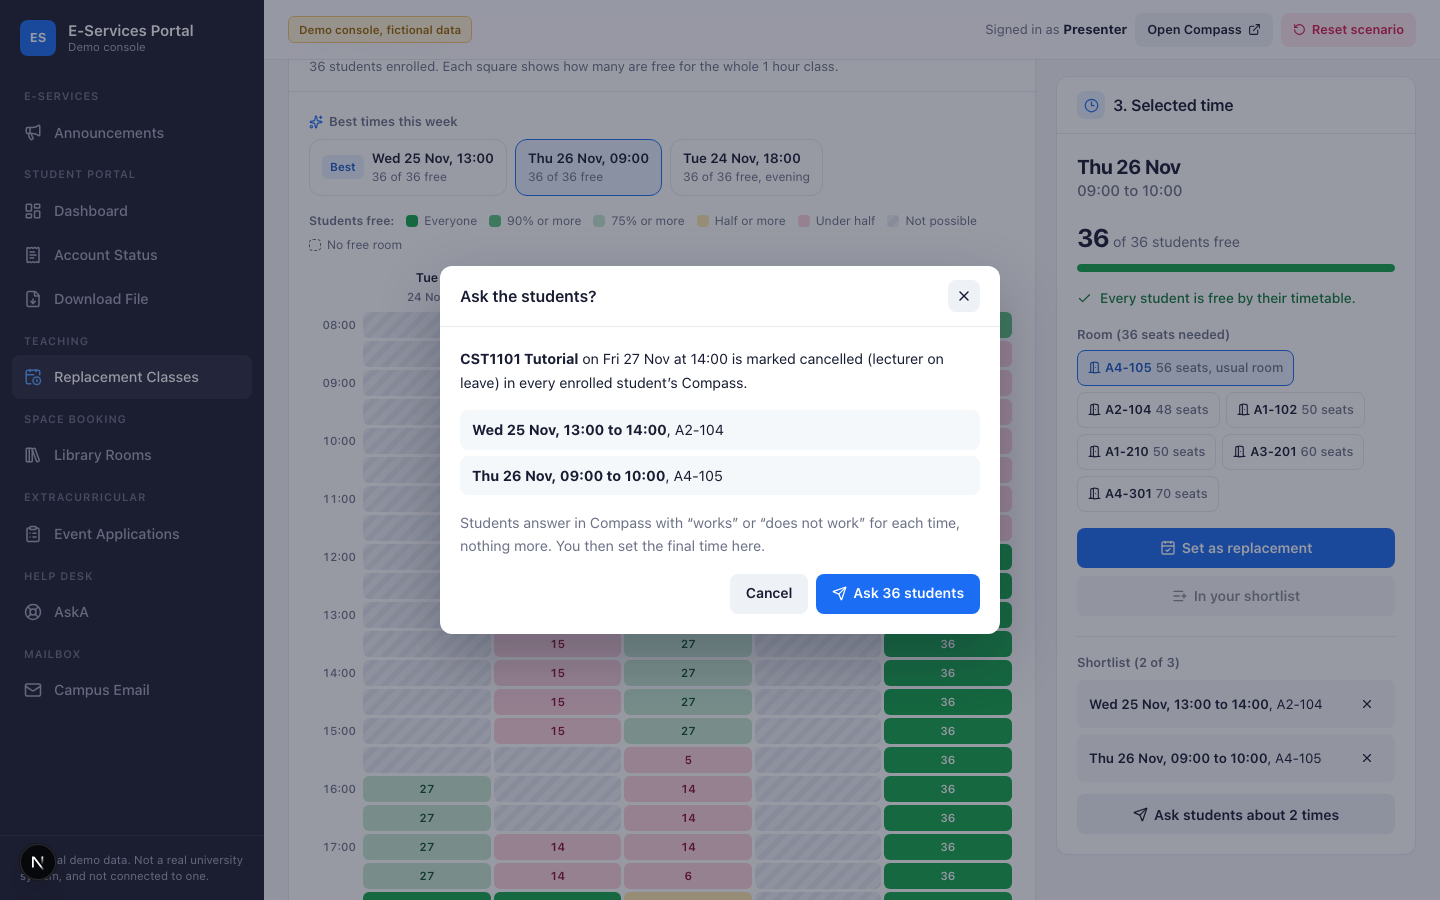 ES
E-Services Portal
Demo console
E-SERVICES
Announcements
STUDENT PORTAL
Dashboard
Account Status
Download File
TEACHING
Replacement Classes
SPACE BOOKING
Library Rooms
EXTRACURRICULAR
Event Applications
HELP DESK
AskA
MAILBOX
Campus Email
N
demo data. Not a real university
and not connected to one.
Demo console, fictional data
Signed in as Presenter
Open Compass
Reset scenario
36 students enrolled. Each square shows how many are free for the whole 1 hour class.
Best times this week
Best
Wed 25 Nov, 13:00
36 of 36 free
Thu 26 Nov, 09:00
36 of 36 free
Tue 24 Nov, 18:00
36 of 36 free, evening
Students free:
Everyone
90% or more
75% or more
Half or more
Under half
Not possible
No free room
Tue
24
08:00
09:00
10:00
11:00
12:00
13:00
15 27 36
14:00 15 27 36
15 27 36
15:00 15 27 36
5 36
16:00 27 14 36
27 14 36
17:00 27 14 14 36
27 14 6 36
Ask the students?
CST1101 Tutorial on Fri 27 Nov at 14:00 is marked cancelled (lecturer on
leave) in every enrolled student’s Compass.
Wed 25 Nov, 13:00 to 14:00, A2-104
Thu 26 Nov, 09:00 to 10:00, A4-105
Students answer in Compass with “works” or “does not work” for each time,
nothing more. You then set the final time here.
Cancel
Ask 36 students
3. Selected time
Thu 26 Nov
09:00 to 10:00
36 of 36 students free
Every student is free by their timetable.
Room (36 seats needed)
A4-105 56 seats, usual room
A2-104 48 seats
A1-102 50 seats
A1-210 50 seats
A3-201 60 seats
A4-301 70 seats
Set as replacement
In your shortlist
Shortlist (2 of 3)
Wed 25 Nov, 13:00 to 14:00, A2-104
Thu 26 Nov, 09:00 to 10:00, A4-105
Ask students about 2 times